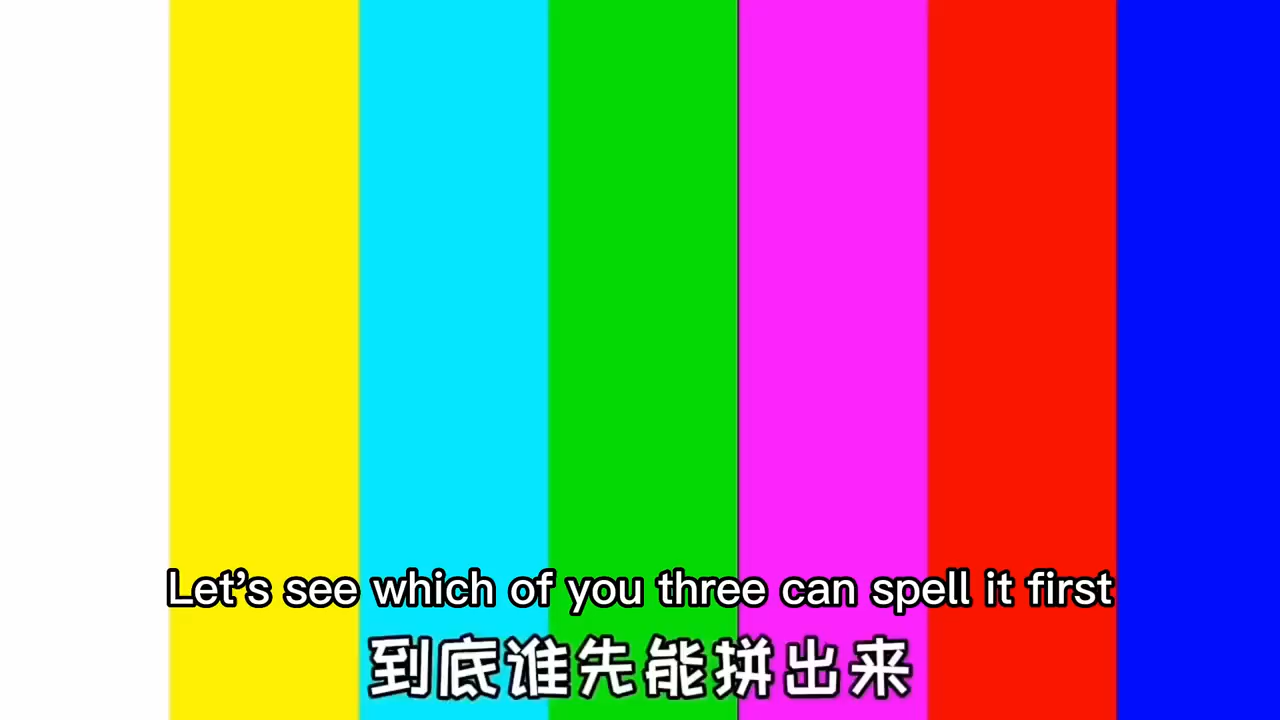 Let's see which of you three can spell it first
到底谁先能拼出来